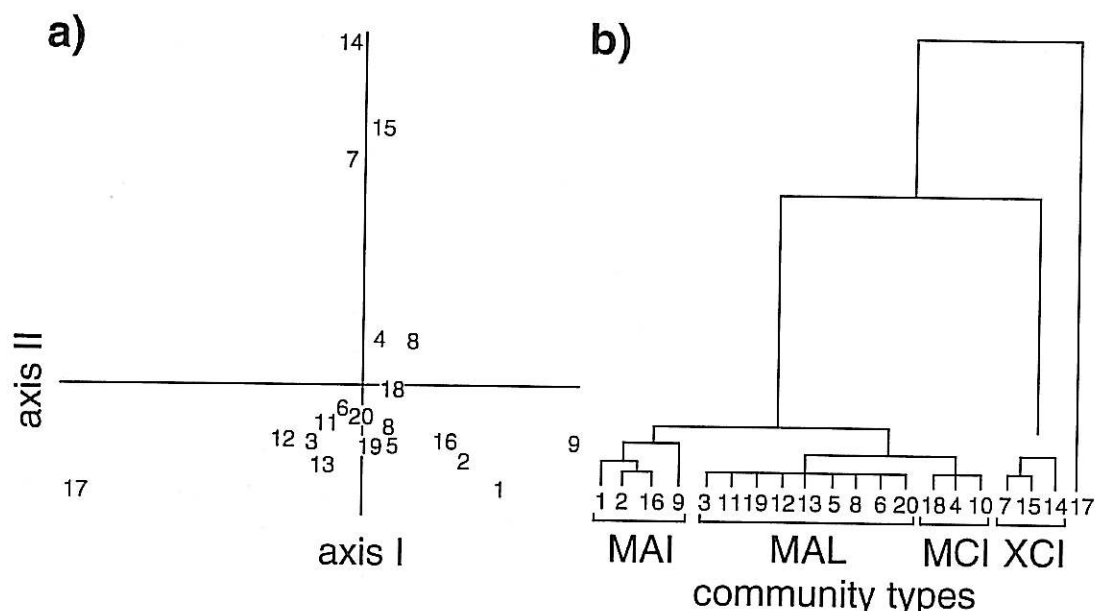 a)
14
15
7
4 8
18
6 20
11 8
12 3 19 5 16 9
13 2
17 1
axis II
axis I
b)
1 2 16 9 3 11 19 12 13 5 8 6 20 18 4 10 7 15 14 17
MAI MAL MCI XCI
community types